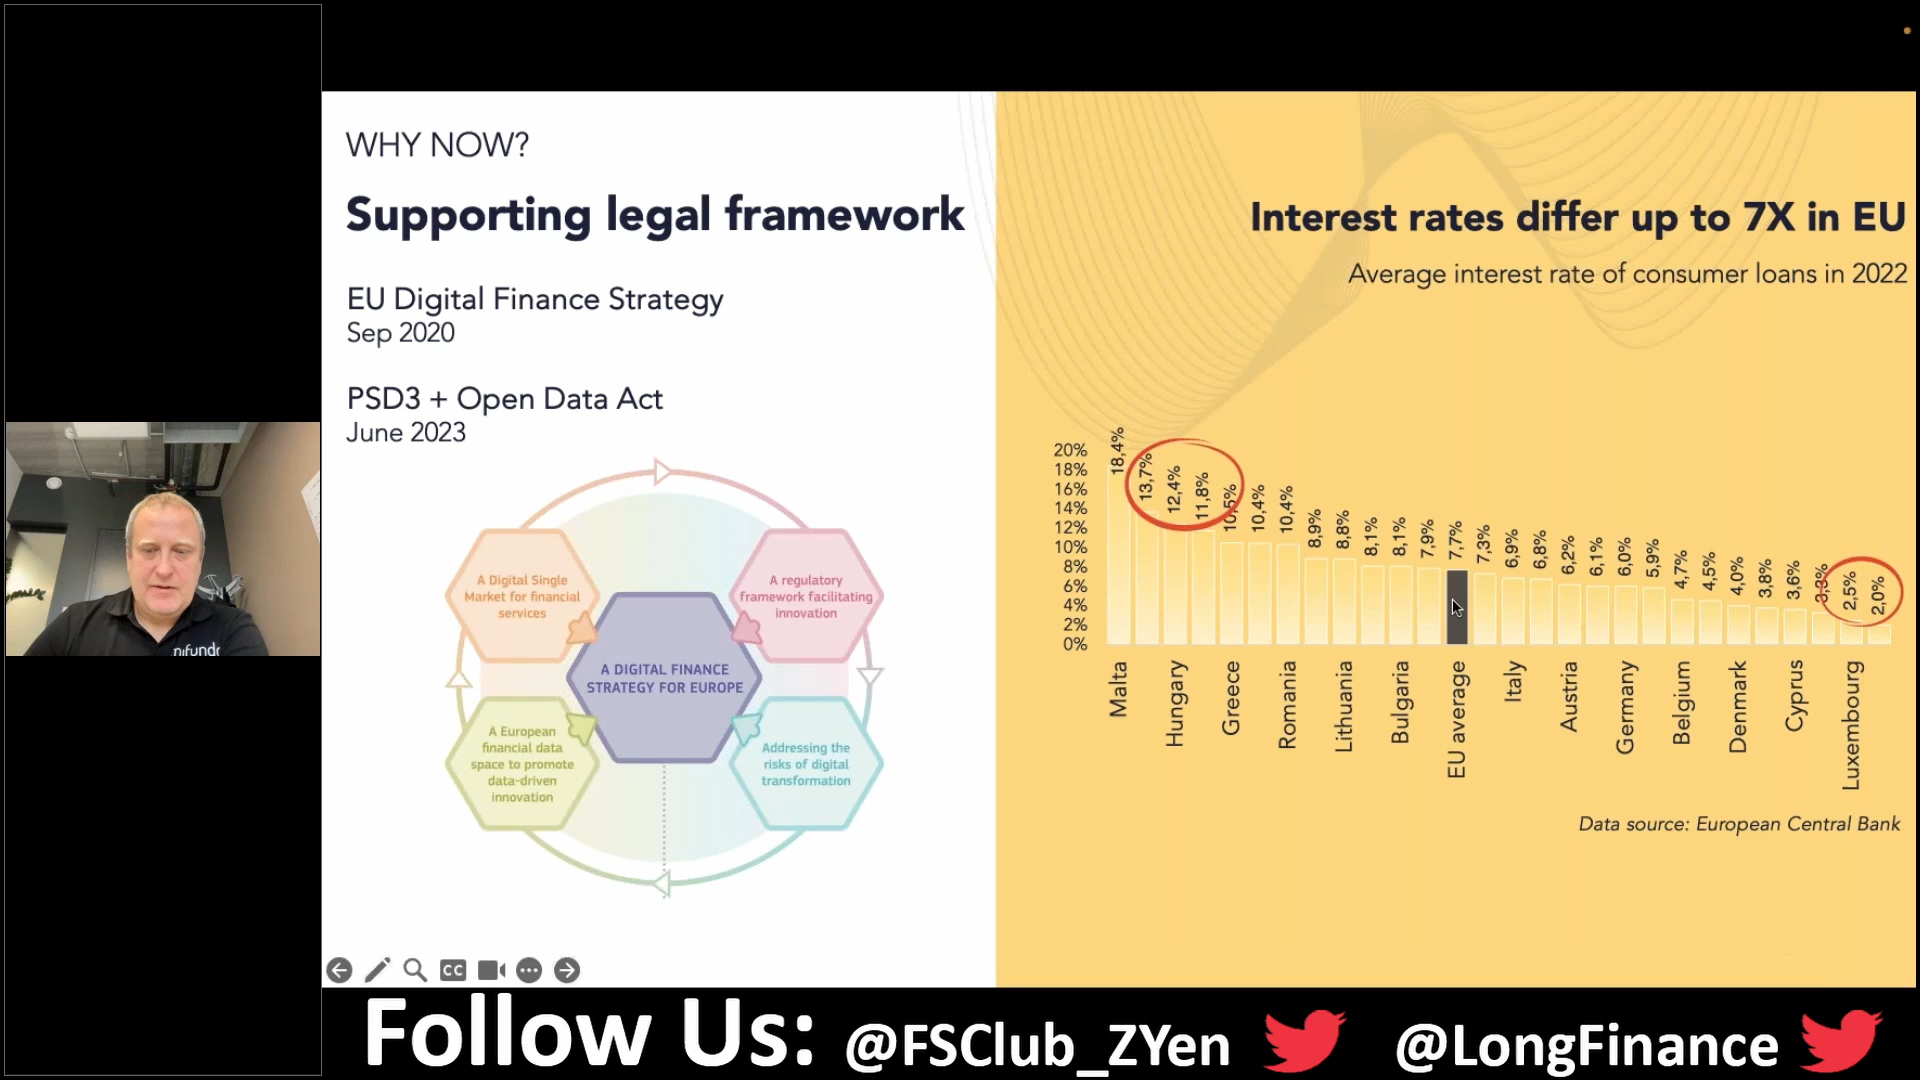 WHY NOW?
Supporting legal framework
EU Digital Finance Strategy
Sep 2020
PSD3 + Open Data Act
June 2023
A Digital Single
Market for financial
services
A regulatory
framework facilitating
innovation
A DIGITAL FINANCE
STRATEGY FOR EUROPE
A European
financial data
space to promote
data-driven
innovation
Addressing the
risks of digital
transformation
Interest rates differ up to 7X in EU
Average interest rate of consumer loans in 2022
20%
18%
16%
14%
12%
10%
8%
6%
4%
2%
0%
18,4%
13,7%
12,4%
11,8%
10,5%
10,4%
10,4%
8,9%
8,8%
8,1%
8,1%
7,9%
7,7%
7,3%
6,9%
6,8%
6,2%
6,1%
6,0%
5,9%
4,7%
4,5%
4,0%
3,8%
3,6%
3,3%
2,5%
2,0%
Malta
Hungary
Greece
Romania
Lithuania
Bulgaria
EU average
Italy
Austria
Germany
Belgium
Denmark
Cyprus
Luxembourg
Data source: European Central Bank
CC
Follow Us: @FSClub_ZYen @LongFinance